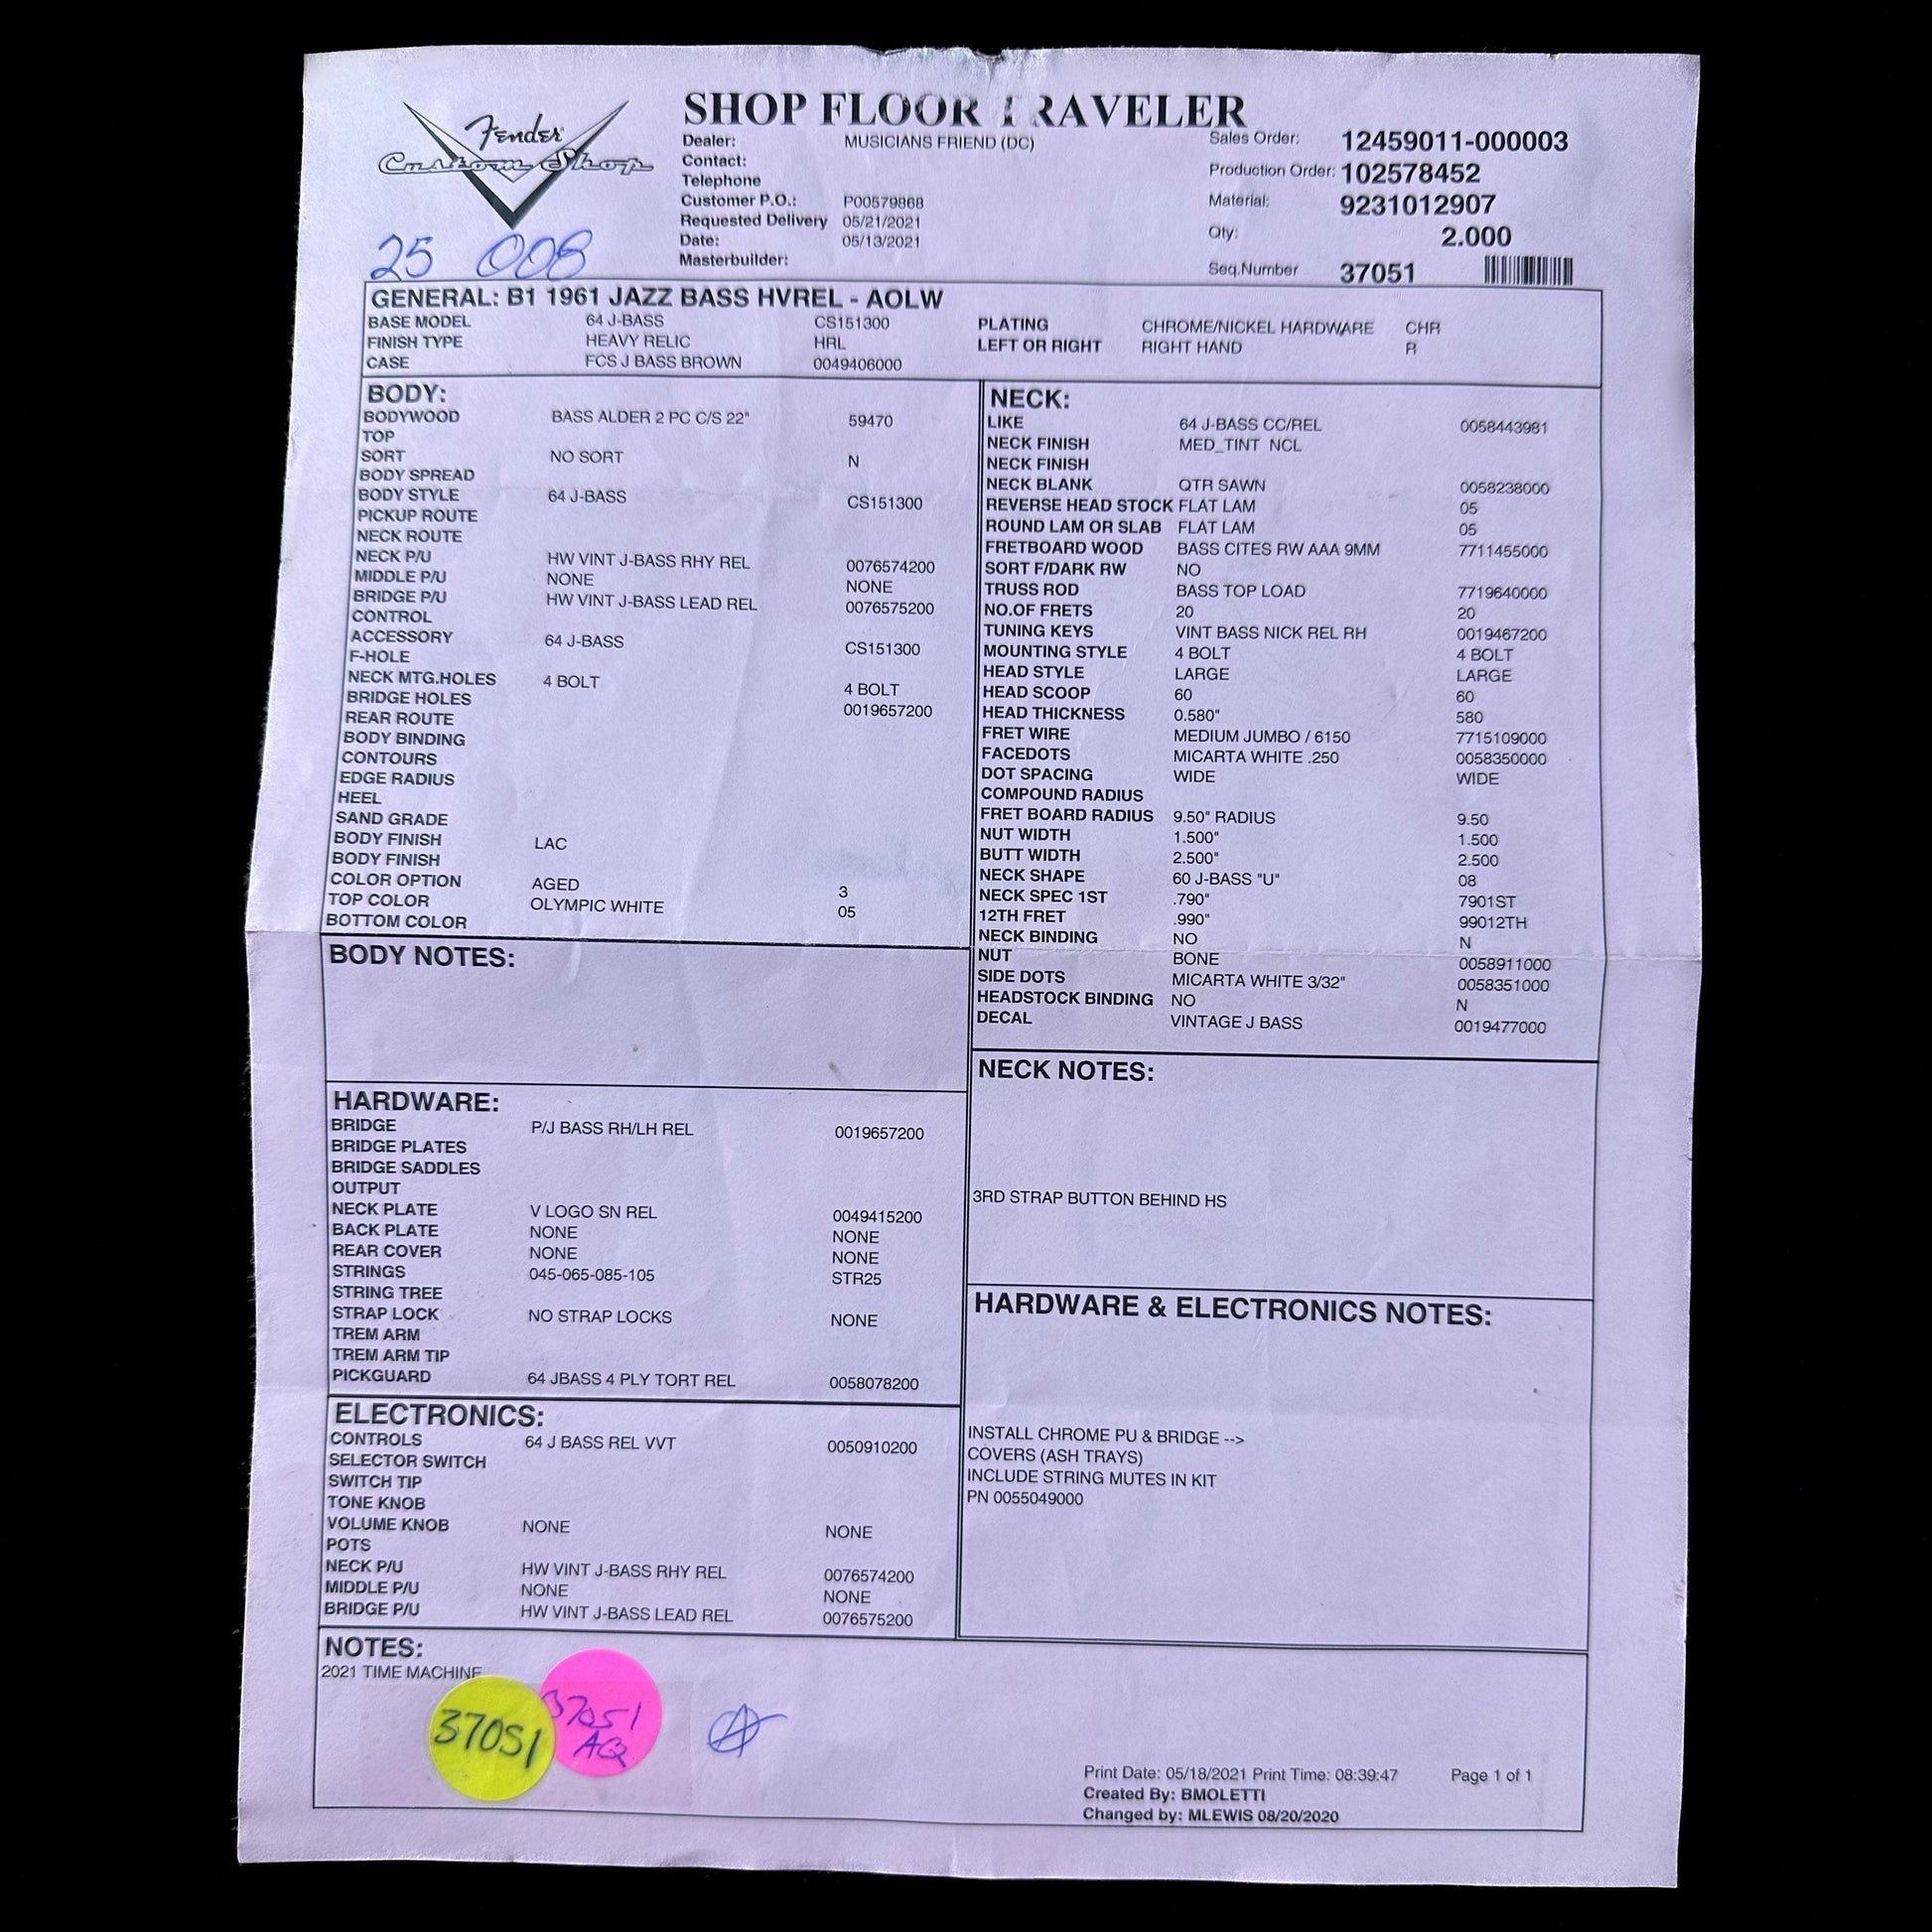 Fender
Custom Shop
25 008
SHOP FLOOR TRAVELER
Dealer: MUSICIANS FRIEND (DC)
Contact:
Telephone
Customer P.O.: P00579868
Requested Delivery 05/21/2021
Date: 05/13/2021
Masterbuilder:
Sales Order: 12459011-000003
Production Order: 102578452
Material: 9231012907
Qty: 2.000
Seq.Number 37051
GENERAL: B1 1961 JAZZ BASS HVREL - AOLW
BASE MODEL 64 J-BASS CS151300
FINISH TYPE HEAVY RELIC HRL
CASE FCS J BASS BROWN 0049406000
PLATING CHROME/NICKEL HARDWARE CHR
LEFT OR RIGHT RIGHT HAND R
BODY:
BODYWOOD BASS ALDER 2 PC C/S 22" 59470
TOP
SORT NO SORT N
BODY SPREAD
BODY STYLE 64 J-BASS CS151300
PICKUP ROUTE
NECK ROUTE
NECK P/U HW VINT J-BASS RHY REL 0076574200
MIDDLE P/U NONE NONE
BRIDGE P/U HW VINT J-BASS LEAD REL 0076575200
CONTROL
ACCESSORY 64 J-BASS CS151300
F-HOLE
NECK MTG.HOLES 4 BOLT 4 BOLT
BRIDGE HOLES 0019657200
REAR ROUTE
BODY BINDING
CONTOURS
EDGE RADIUS
HEEL
SAND GRADE
BODY FINISH LAC
BODY FINISH
COLOR OPTION AGED 3
TOP COLOR OLYMPIC WHITE 05
BOTTOM COLOR
BODY NOTES:
HARDWARE:
BRIDGE P/J BASS RH/LH REL 0019657200
BRIDGE PLATES
BRIDGE SADDLES
OUTPUT
NECK PLATE V LOGO SN REL 0049415200
BACK PLATE NONE NONE
REAR COVER NONE NONE
STRINGS 045-065-085-105 STR25
STRING TREE
STRAP LOCK NO STRAP LOCKS NONE
TREM ARM
TREM ARM TIP
PICKGUARD 64 JBASS 4 PLY TORT REL 0058078200
ELECTRONICS:
CONTROLS 64 J BASS REL VVT 0050910200
SELECTOR SWITCH
SWITCH TIP
TONE KNOB
VOLUME KNOB NONE NONE
POTS
NECK P/U HW VINT J-BASS RHY REL 0076574200
MIDDLE P/U NONE NONE
BRIDGE P/U HW VINT J-BASS LEAD REL 0076575200
NECK:
LIKE 64 J-BASS CC/REL 0058443981
NECK FINISH MED_TINT NCL
NECK FINISH
NECK BLANK QTR SAWN 0058238000
REVERSE HEAD STOCK FLAT LAM 05
ROUND LAM OR SLAB FLAT LAM 05
FRETBOARD WOOD BASS CITES RW AAA 9MM 7711455000
SORT F/DARK RW NO
TRUSS ROD BASS TOP LOAD 7719640000
NO.OF FRETS 20 20
TUNING KEYS VINT BASS NICK REL RH 0019467200
MOUNTING STYLE 4 BOLT 4 BOLT
HEAD STYLE LARGE LARGE
HEAD SCOOP 60 60
HEAD THICKNESS 0.580" 580
FRET WIRE MEDIUM JUMBO / 6150 7715109000
FACEDOTS MICARTA WHITE .250 0058350000
DOT SPACING WIDE WIDE
COMPOUND RADIUS
FRET BOARD RADIUS 9.50" RADIUS 9.50
NUT WIDTH 1.500" 1.500
BUTT WIDTH 2.500" 2.500
NECK SHAPE 60 J-BASS "U" 08
NECK SPEC 1ST .790" 7901ST
12TH FRET .990" 99012TH
NECK BINDING NO N
NUT BONE 0058911000
SIDE DOTS MICARTA WHITE 3/32" 0058351000
HEADSTOCK BINDING NO N
DECAL VINTAGE J BASS 0019477000
NECK NOTES:
3RD STRAP BUTTON BEHIND HS
HARDWARE & ELECTRONICS NOTES:
INSTALL CHROME PU & BRIDGE -->
COVERS (ASH TRAYS)
INCLUDE STRING MUTES IN KIT
PN 0055049000
NOTES:
2021 TIME MACHINE
37051
37051
AQ
Print Date: 05/18/2021 Print Time: 08:39:47 Page 1 of 1
Created By: BMOLETTI
Changed by: MLEWIS 08/20/2020